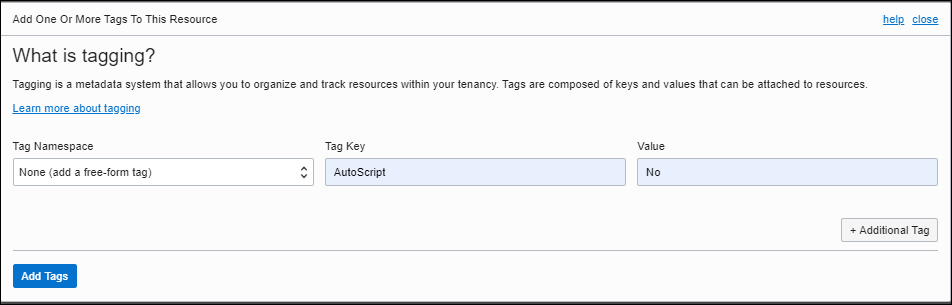 Add One Or More Tags To This Resource
help close
What is tagging?
Tagging is a metadata system that allows you to organize and track resources within your tenancy. Tags are composed of keys and values that can be attached to resources.
Learn more about tagging
Tag Namespace Tag Key Value
None (add a free-form tag) AutoScript No
+ Additional Tag
Add Tags